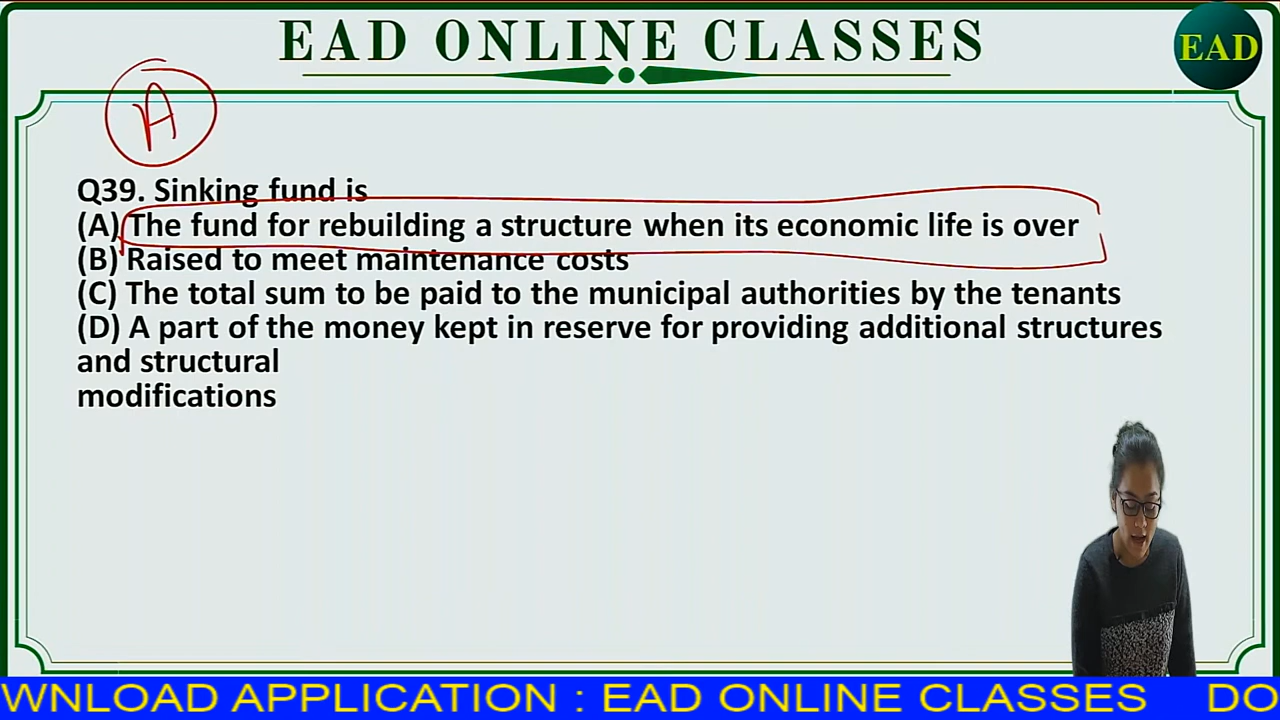 EAD ONLINE CLASSES
EAD
A
Q39. Sinking fund is
(A) The fund for rebuilding a structure when its economic life is over
(B) Raised to meet maintenance costs
(C) The total sum to be paid to the municipal authorities by the tenants
(D) A part of the money kept in reserve for providing additional structures
and structural
modifications
WNLOAD APPLICATION : EAD ONLINE CLASSES DO